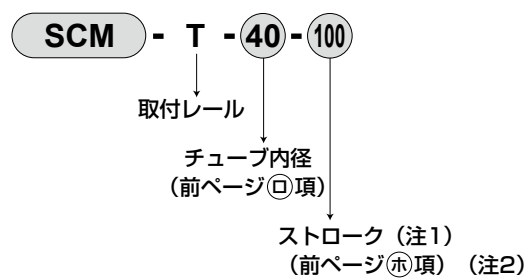 SCM - T - 40 - 100
取付レール
チューブ内径
（前ページ㋺項）
ストローク（注1）
（前ページ㋭項）（注2）